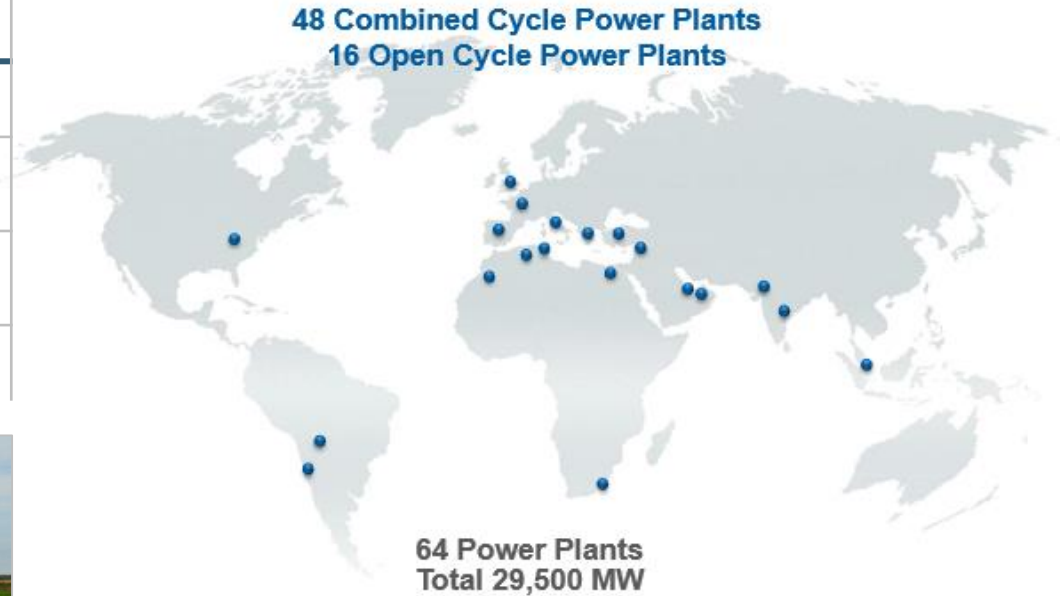 48 Combined Cycle Power Plants
16 Open Cycle Power Plants
64 Power Plants
Total 29,500 MW